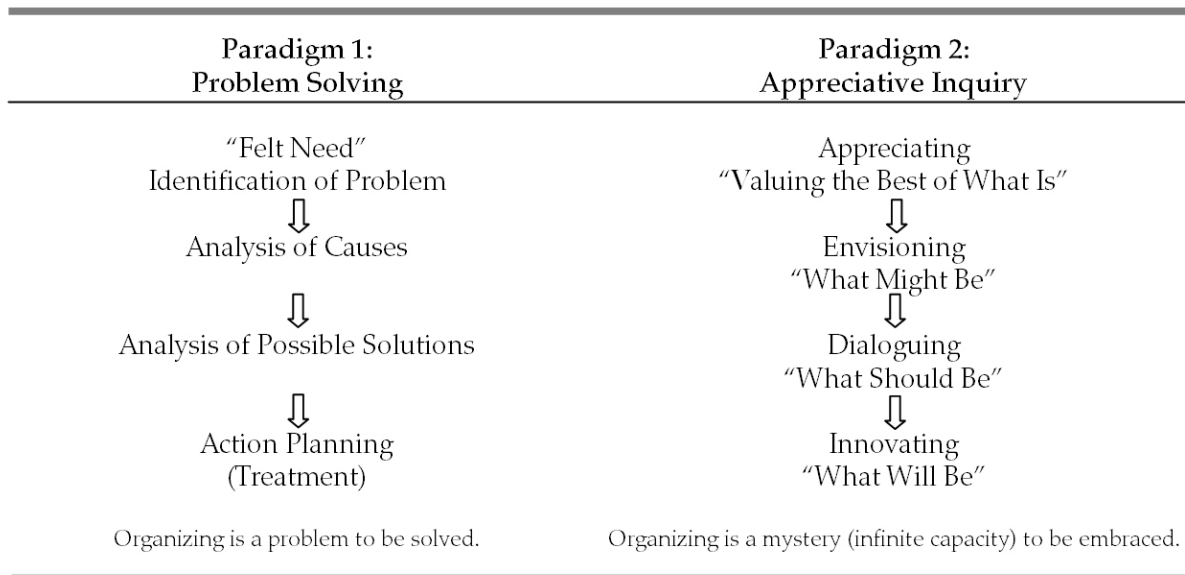 Paradigm 1:
Problem Solving
“Felt Need”
Identification of Problem
Analysis of Causes
Analysis of Possible Solutions
Action Planning
(Treatment)
Organizing is a problem to be solved.
Paradigm 2:
Appreciative Inquiry
Appreciating
“Valuing the Best of What Is”
Envisioning
“What Might Be”
Dialoguing
“What Should Be”
Innovating
“What Will Be”
Organizing is a mystery (infinite capacity) to be embraced.